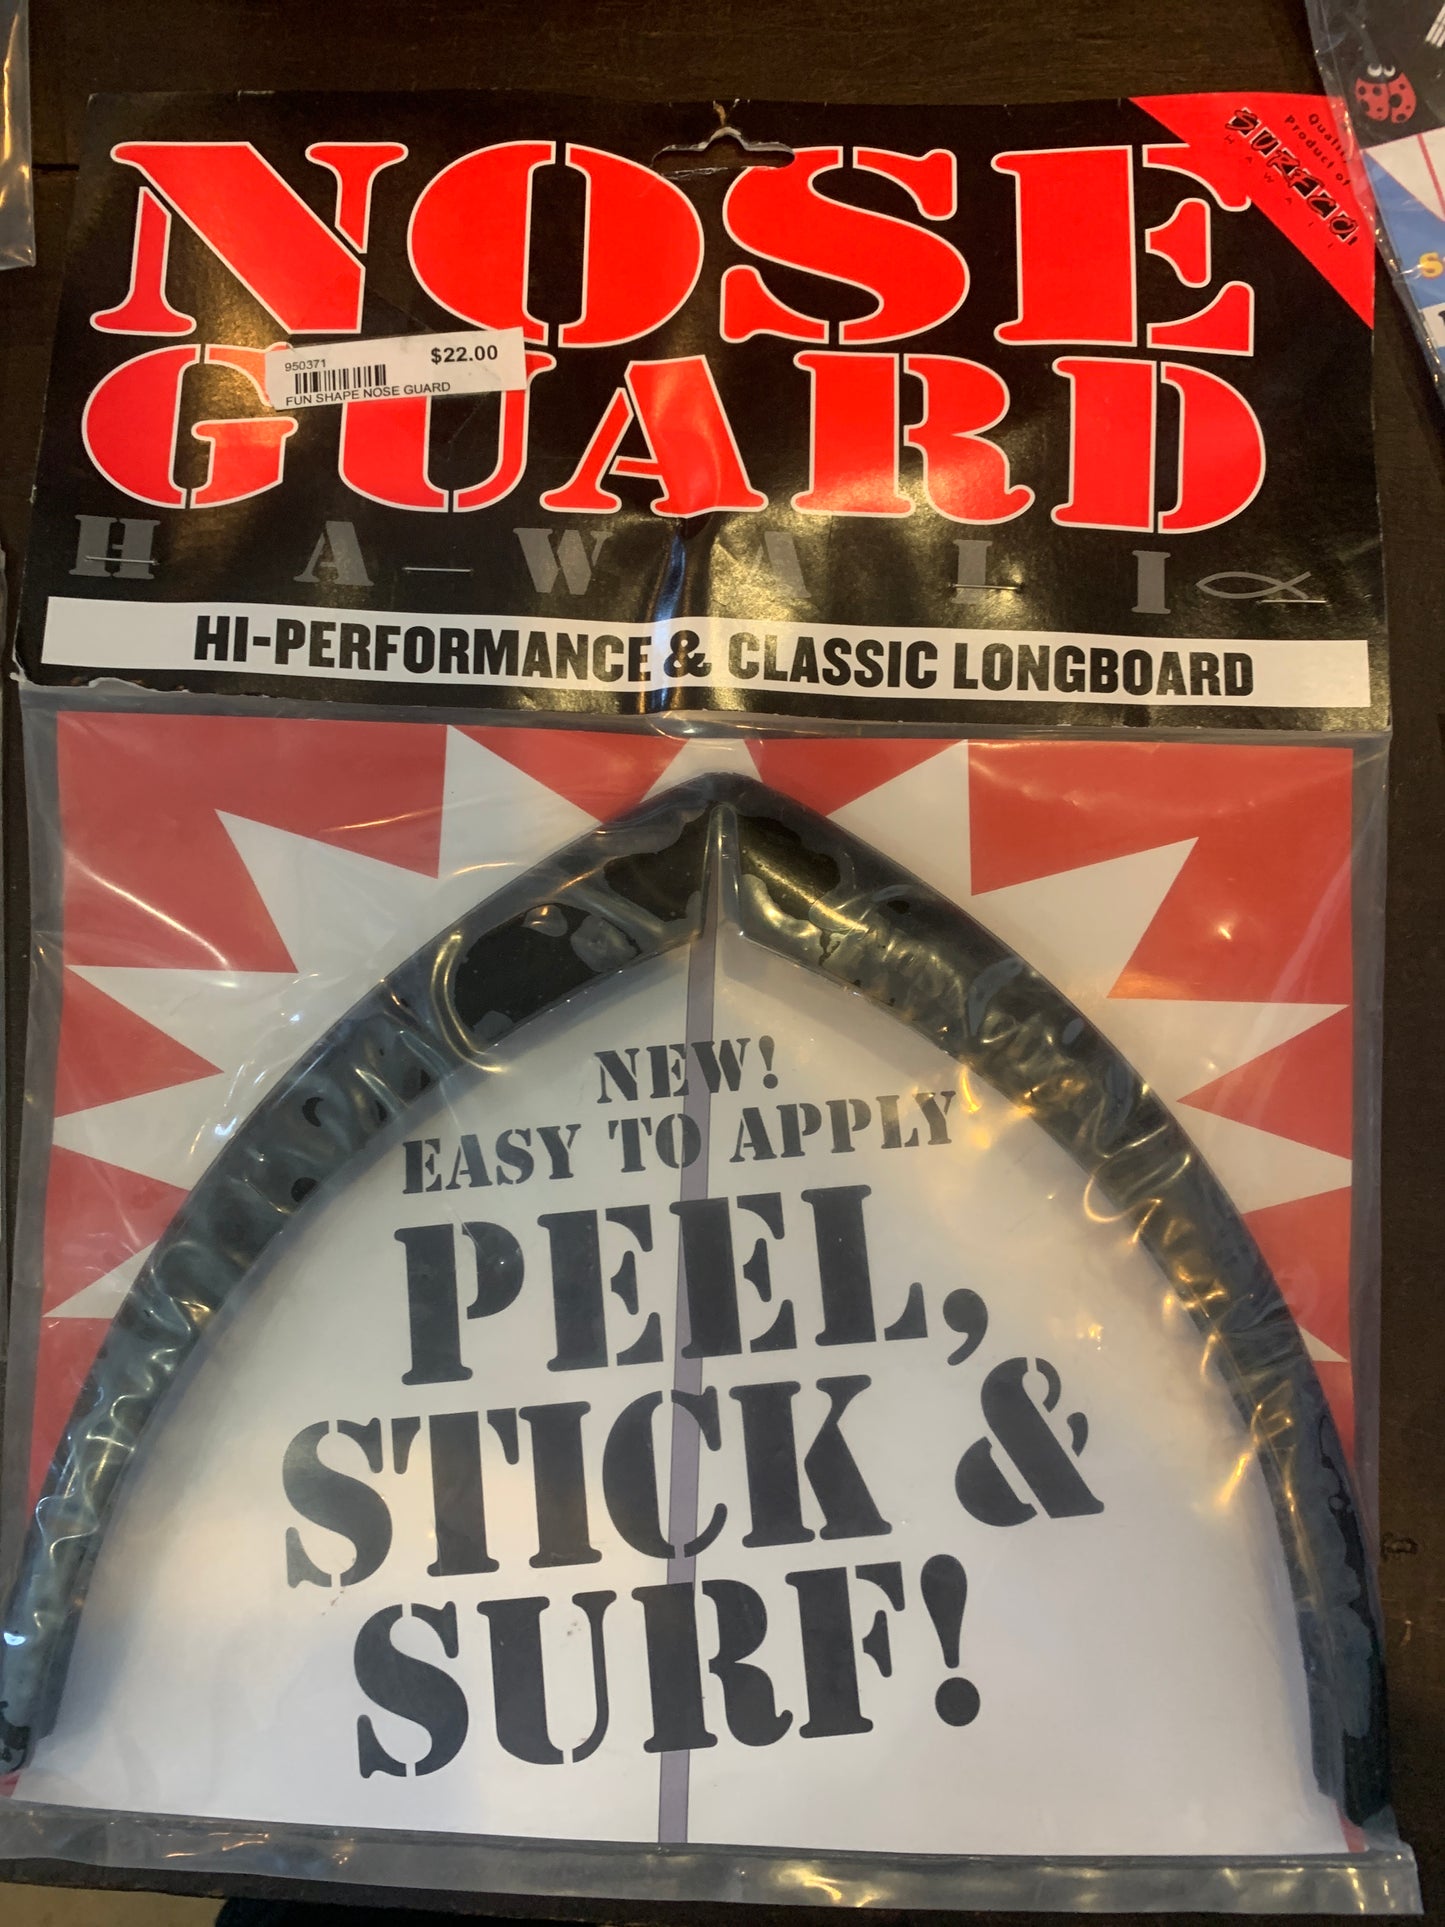 NOSE
GUARD
HAWAII
HI-PERFORMANCE & CLASSIC LONGBOARD
Quality
Product of
SURFCO
HAWAII
950371
$22.00
FUN SHAPE NOSE GUARD
NEW!
EASY TO APPLY
PEEL,
STICK &
SURF!